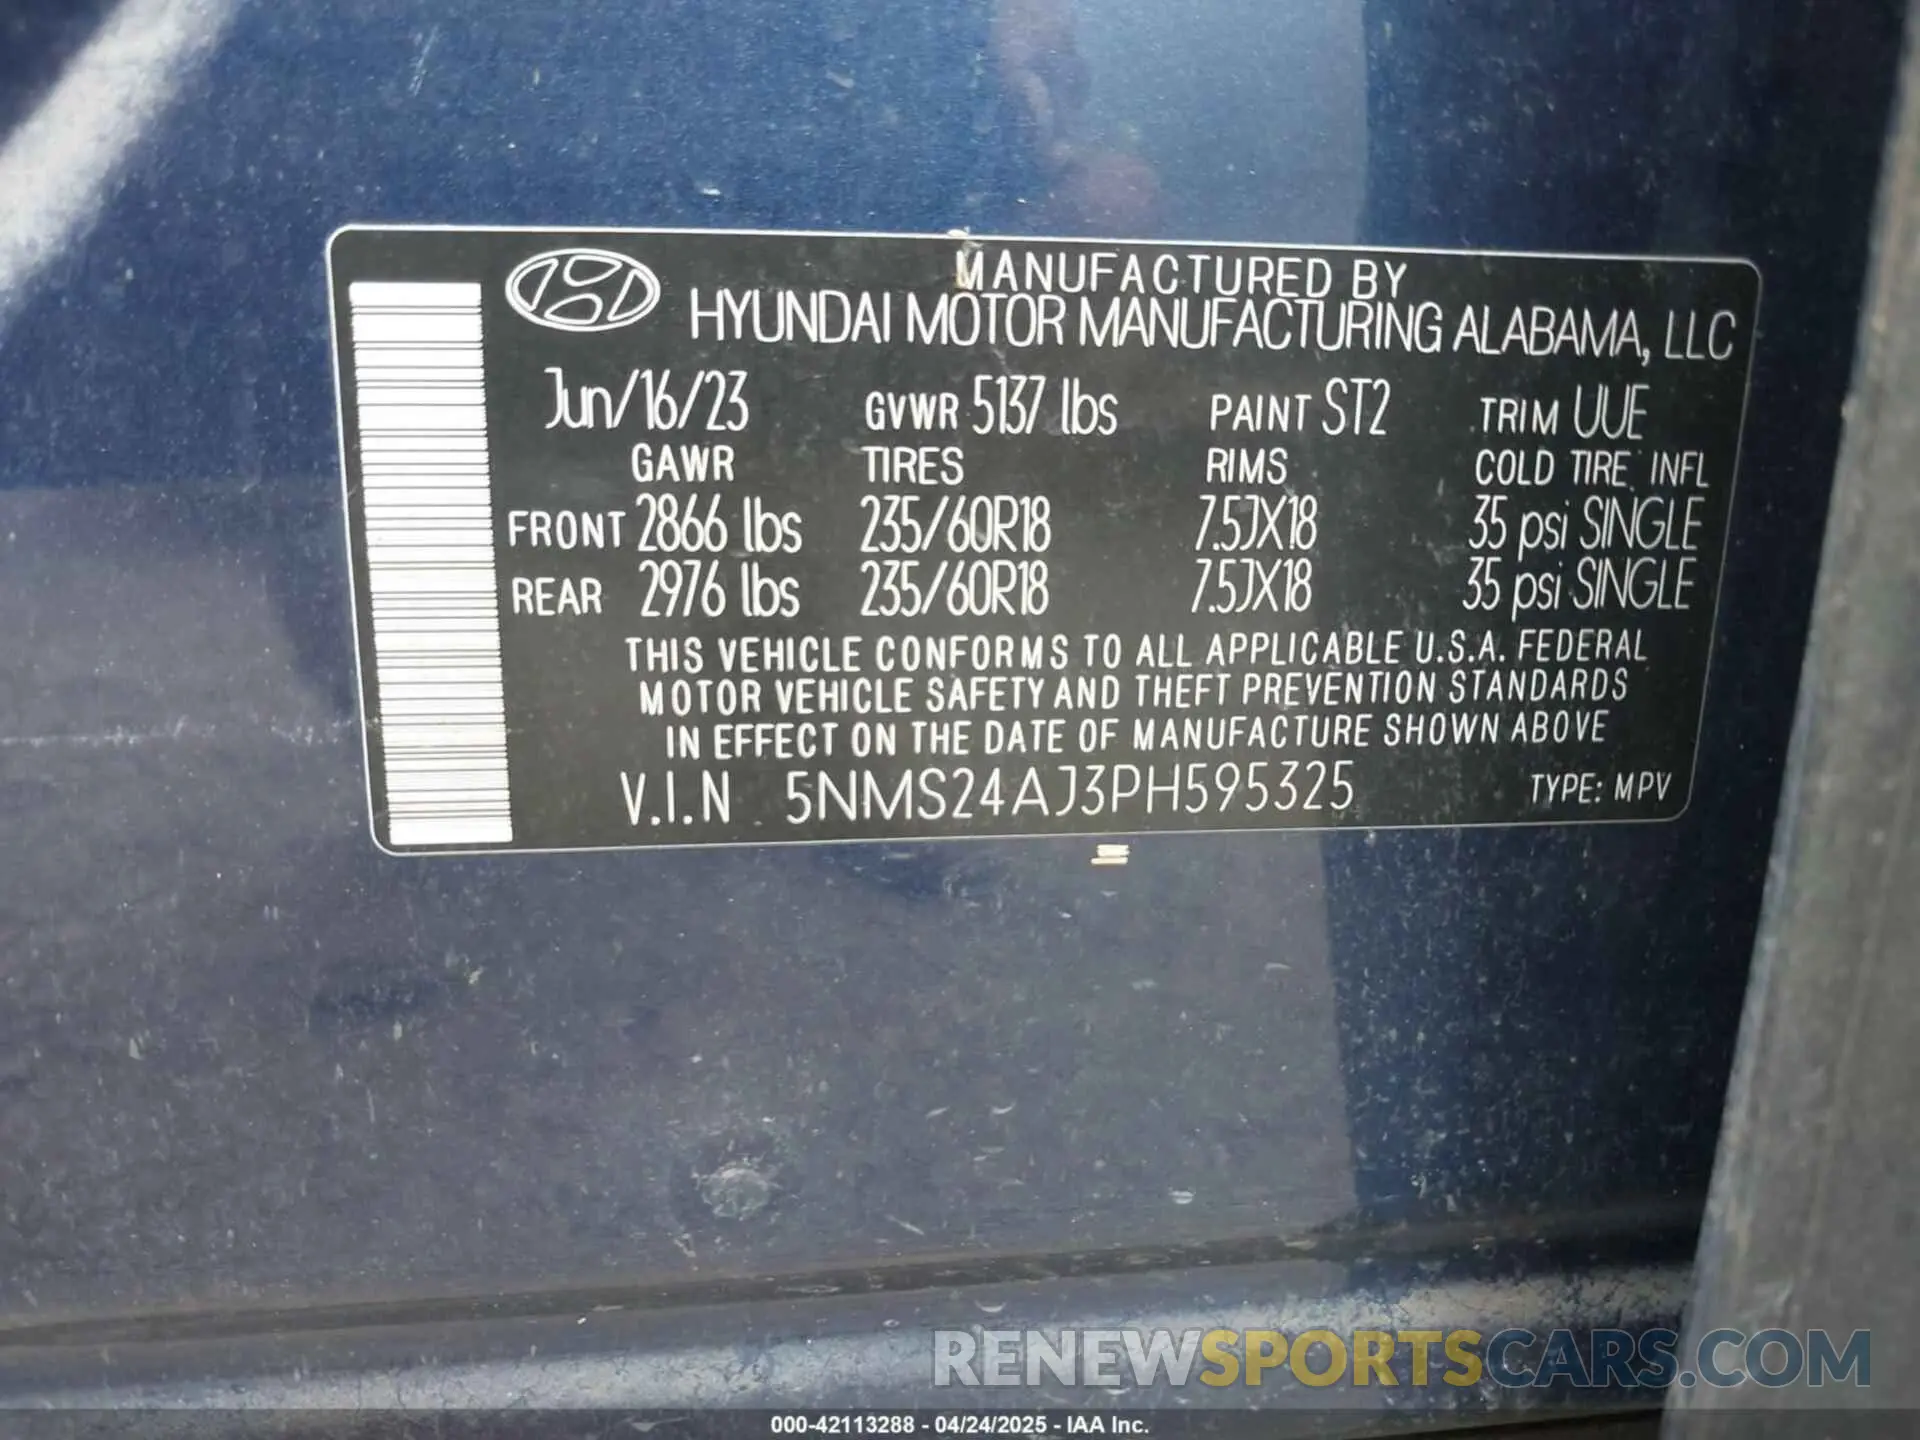 MANUFACTURED BY
HYUNDAI MOTOR MANUFACTURING ALABAMA, LLC
Jun/16/23 GVWR 5137 lbs PAINT ST2 TRIM UUE
GAWR TIRES RIMS COLD TIRE INFL
FRONT 2866 lbs 235/60R18 7.5JX18 35 psi SINGLE
REAR 2976 lbs 235/60R18 7.5JX18 35 psi SINGLE
THIS VEHICLE CONFORMS TO ALL APPLICABLE U.S.A. FEDERAL
MOTOR VEHICLE SAFETY AND THEFT PREVENTION STANDARDS
IN EFFECT ON THE DATE OF MANUFACTURE SHOWN ABOVE
V.I.N 5NMS24AJ3PH595325 TYPE: MPV
RENEWSPORTSCARS.COM
000-42113288 - 04/24/2025 - IAA Inc.